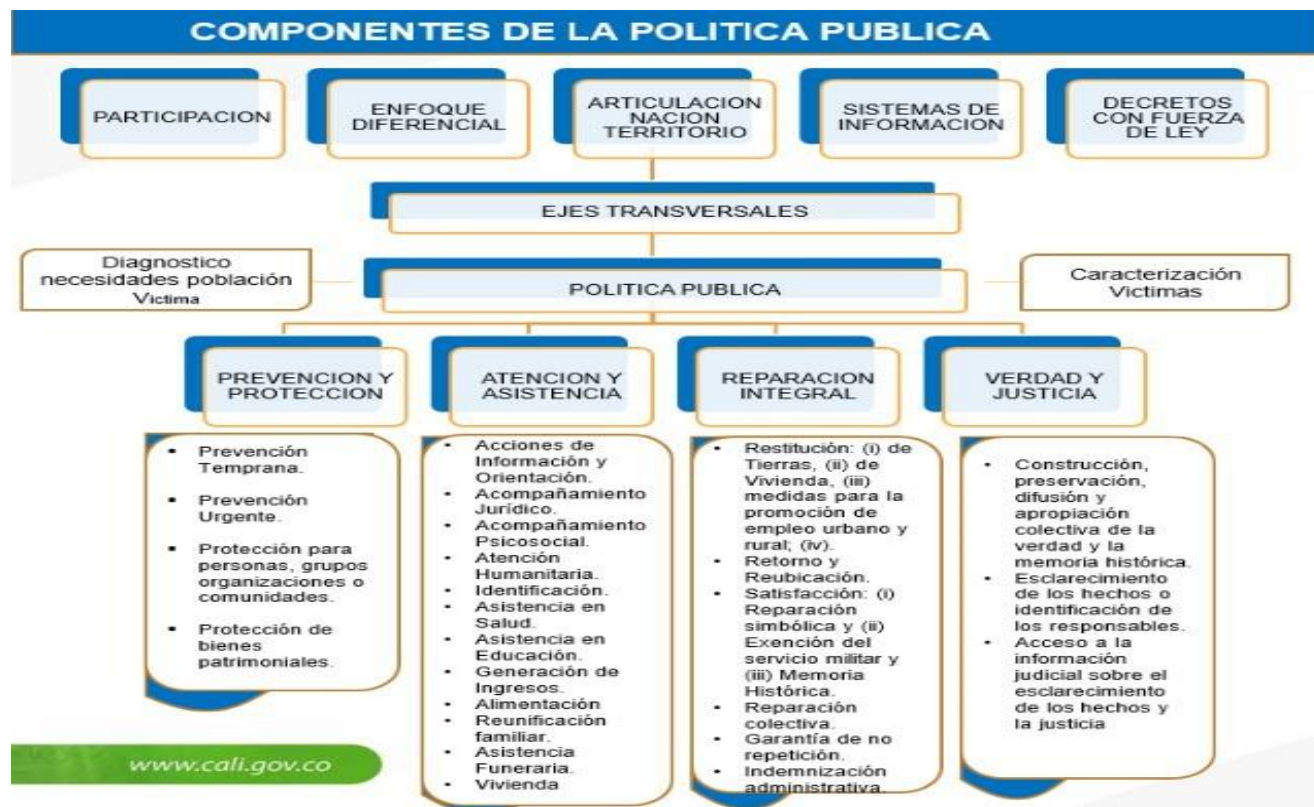 COMPONENTES DE LA POLITICA PUBLICA
PARTICIPACION
ENFOQUE
DIFERENCIAL
ARTICULACION
NACION
TERRITORIO
SISTEMAS DE
INFORMACION
DECRETOS
CON FUERZA
DE LEY
EJES TRANSVERSALES
Diagnostico
necesidades población
Victima
POLITICA PUBLICA
Caracterización
Victimas
PREVENCION Y
PROTECCION
ATENCION Y
ASISTENCIA
REPARACION
INTEGRAL
VERDAD Y
JUSTICIA
▪ Prevención
Temprana.
▪ Prevención
Urgente.
▪ Protección para
personas, grupos
organizaciones o
comunidades.
▪ Protección de
bienes
patrimoniales.
• Acciones de
Información y
Orientación.
• Acompañamiento
Jurídico.
• Acompañamiento
Psicosocial.
• Atención
Humanitaria.
• Identificación.
• Asistencia en
Salud.
• Asistencia en
Educación.
• Generación de
Ingresos.
• Alimentación
• Reunificación
familiar.
• Asistencia
Funeraria.
• Vivienda
• Restitución: (i) de
Tierras, (ii) de
Vivienda, (iii)
medidas para la
promoción de
empleo urbano y
rural; (iv).
• Retorno y
Reubicación.
• Satisfacción: (i)
Reparación
simbólica y (ii)
Exención del
servicio militar y
(iii) Memoria
Histórica.
• Reparación
colectiva.
• Garantía de no
repetición.
• Indemnización
administrativa.
• Construcción,
preservación,
difusión y
apropiación
colectiva de la
verdad y la
memoria histórica.
• Esclarecimiento
de los hechos o
identificación de
los responsables.
• Acceso a la
información
judicial sobre el
esclarecimiento
de los hechos y
la justicia
www.cali.gov.co